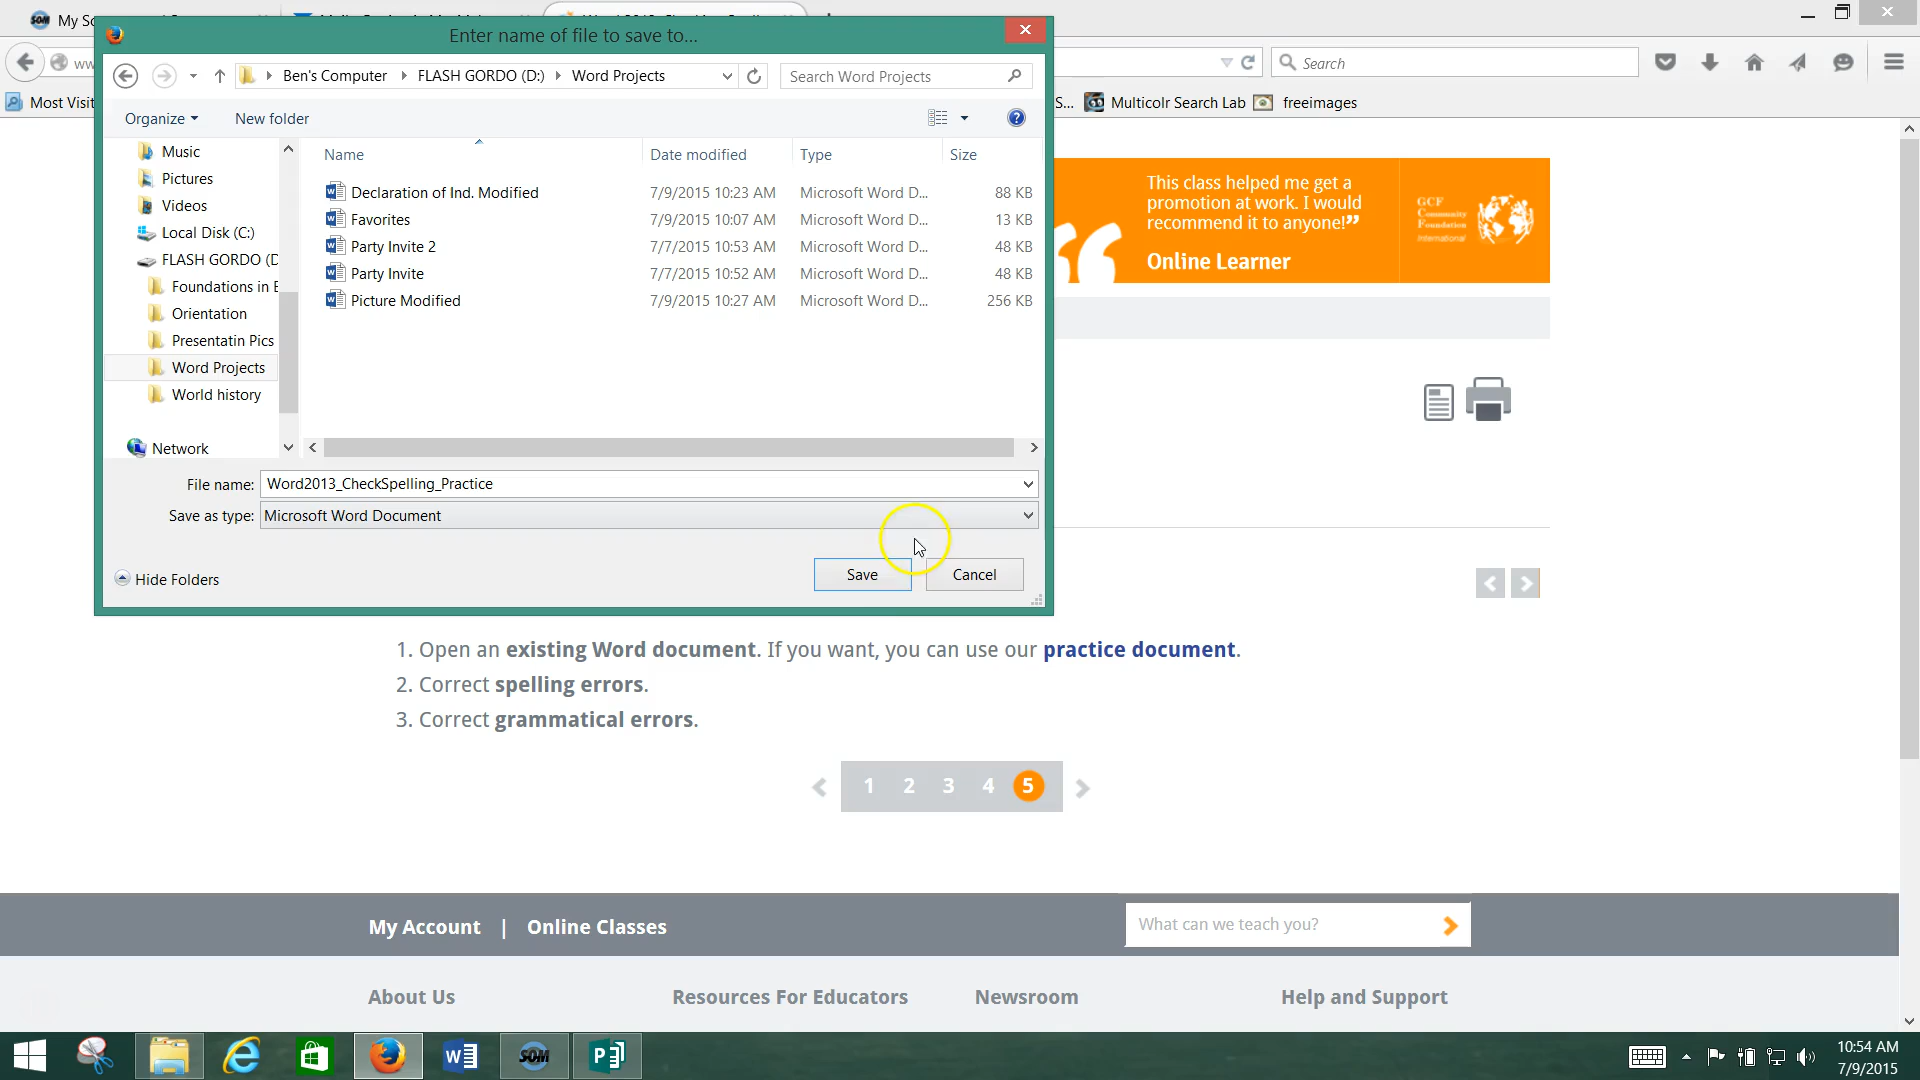 My S
Enter name of file to save to...
Ben's Computer
FLASH GORDO (D:)
Word Projects
Search Word Projects
ww
Search
Most Visit
S...
Multicolr Search Lab
freeimages
Organize
New folder
Music
Pictures
Videos
Local Disk (C:)
FLASH GORDO (D
Foundations in E
Orientation
Presentatin Pics
Word Projects
World history
Network
Name
Date modified
Type
Size
Declaration of Ind. Modified 7/9/2015 10:23 AM Microsoft Word D... 88 KB
Favorites 7/9/2015 10:07 AM Microsoft Word D... 13 KB
Party Invite 2 7/7/2015 10:53 AM Microsoft Word D... 48 KB
Party Invite 7/7/2015 10:52 AM Microsoft Word D... 48 KB
Picture Modified 7/9/2015 10:27 AM Microsoft Word D... 256 KB
File name: Word2013_CheckSpelling_Practice
Save as type: Microsoft Word Document
Hide Folders
Save
Cancel
This class helped me get a
promotion at work. I would
recommend it to anyone!”
Online Learner
GCF
Community
Foundation
International
1. Open an existing Word document. If you want, you can use our practice document.
2. Correct spelling errors.
3. Correct grammatical errors.
1 2 3 4 5
My Account | Online Classes
What can we teach you?
About Us
Resources For Educators
Newsroom
Help and Support
SOM
10:54 AM
7/9/2015